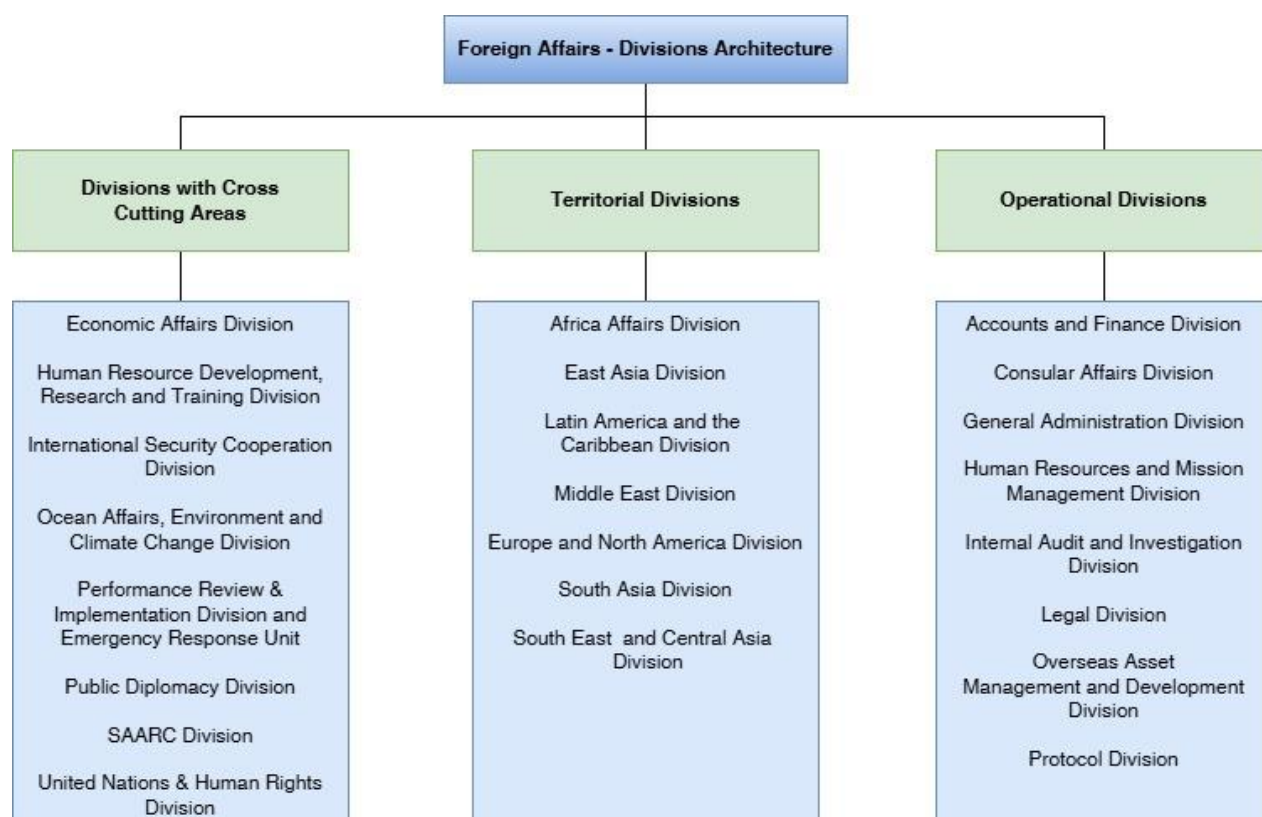 Foreign Affairs - Divisions Architecture
Divisions with Cross
Cutting Areas
Economic Affairs Division
Human Resource Development,
Research and Training Division
International Security Cooperation
Division
Ocean Affairs, Environment and
Climate Change Division
Performance Review &
Implementation Division and
Emergency Response Unit
Public Diplomacy Division
SAARC Division
United Nations & Human Rights
Division
Territorial Divisions
Africa Affairs Division
East Asia Division
Latin America and the
Caribbean Division
Middle East Division
Europe and North America Division
South Asia Division
South East and Central Asia
Division
Operational Divisions
Accounts and Finance Division
Consular Affairs Division
General Administration Division
Human Resources and Mission
Management Division
Internal Audit and Investigation
Division
Legal Division
Overseas Asset
Management and Development
Division
Protocol Division